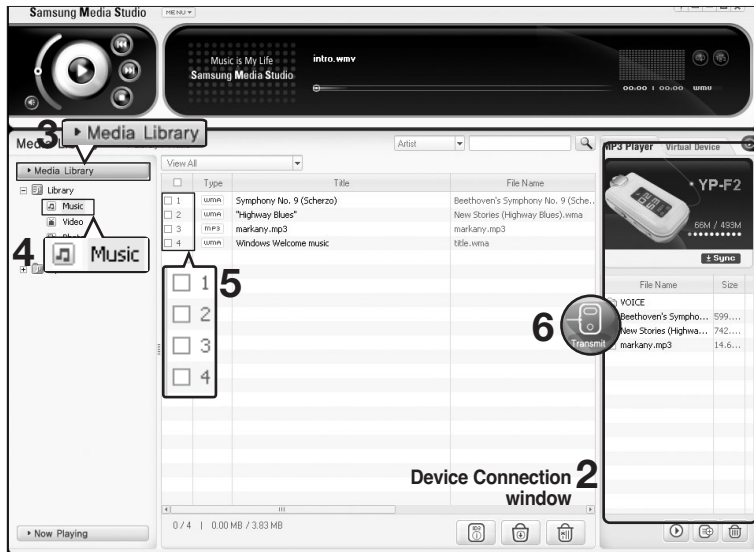 Samsung Media Studio
MENU
Music is My Life
Samsung Media Studio
intro.wmv
00:00 | 00:00 wmv
3
▸ Media Library
Artist
MP3 Player Virtual Device
▸ Media Library
View All
Library
Music
Video
4
Music
Type Title File Name
1 wma Symphony No. 9 (Scherzo) Beethoven's Symphony No. 9 (Sche..
2 wma "Highway Blues" New Stories (Highway Blues).wma
3 mp3 markany.mp3 markany.mp3
4 wma Windows Welcome music title.wma
5
1
2
3
4
YP-F2
66M / 493M
Sync
File Name Size
VOICE
Beethoven's Sympho... 599....
New Stories (Highwa... 742....
markany.mp3 14.6...
6
Transmit
Device Connection
window
2
0 / 4 | 0.00 MB / 3.83 MB
▸ Now Playing